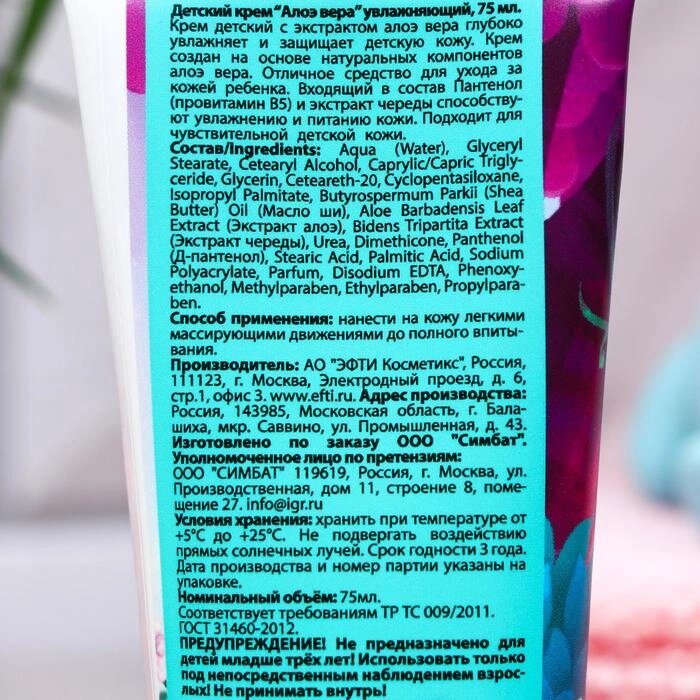 Детский крем "Алоэ вера" увлажняющий, 75 мл.
Крем детский с экстрактом алоэ вера глубоко
увлажняет и защищает детскую кожу. Крем
создан на основе натуральных компонентов
алоэ вера. Отличное средство для ухода за
кожей ребенка. Входящий в состав Пантенол
(провитамин В5) и экстракт череды способству-
ют увлажнению и питанию кожи. Подходит для
чувствительной детской кожи.
Состав/Ingredients: Aqua (Water), Glyceryl
Stearate, Cetearyl Alcohol, Caprylic/Capric Trigly-
ceride, Glycerin, Ceteareth-20, Cyclopentasiloxane,
Isopropyl Palmitate, Butyrospermum Parkii (Shea
Butter) Oil (Масло ши), Aloe Barbadensis Leaf
Extract (Экстракт алоэ), Bidens Tripartita Extract
(Экстракт череды), Urea, Dimethicone, Panthenol
(Д-пантенол), Stearic Acid, Palmitic Acid, Sodium
Polyacrylate, Parfum, Disodium EDTA, Phenoxy-
ethanol, Methylparaben, Ethylparaben, Propylpara-
ben.
Способ применения: нанести на кожу легкими
массирующими движениями до полного впиты-
вания.
Производитель: АО "ЭФТИ Косметикс", Россия,
111123, г. Москва, Электродный проезд, д. 6,
стр.1, офис 3. www.efti.ru. Адрес производства:
Россия, 143985, Московская область, г. Бала-
шиха, мкр. Саввино, ул. Промышленная, д. 43.
Изготовлено по заказу ООО "Симбат".
Уполномоченное лицо по претензиям:
ООО "СИМБАТ" 119619, Россия, г. Москва, ул.
Производственная, дом 11, строение 8, поме-
щение 27. info@igr.ru
Условия хранения: хранить при температуре от
+5°С до +25°С. Не подвергать воздействию
прямых солнечных лучей. Срок годности 3 года.
Дата производства и номер партии указаны на
упаковке.
Номинальный объём: 75мл.
Соответствует требованиям ТР ТС 009/2011.
ГОСТ 31460-2012.
ПРЕДУПРЕЖДЕНИЕ! Не предназначено для
детей младше трёх лет! Использовать только
под непосредственным наблюдением взрос-
лых! Не принимать внутрь!